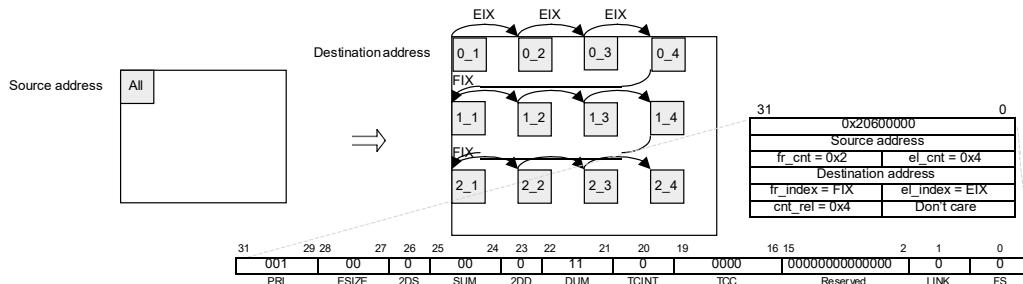 EIX EIX EIX
Destination address
0_1 0_2 0_3 0_4
Source address
All
FIX
1_1 1_2 1_3 1_4
FIX
2_1 2_2 2_3 2_4
31 0
0x20600000
Source address
fr_cnt = 0x2 el_cnt = 0x4
Destination address
fr_index = FIX el_index = EIX
cnt_rel = 0x4 Don't care
31 29 28 27 26 25 24 23 22 21 20 19 16 15 2 1 0
001 00 0 00 0 11 0 0000 00000000000000 0 0
PRI ESIZE 2DS SUM 2DD DUM TCINT TCC Reserved LINK FS